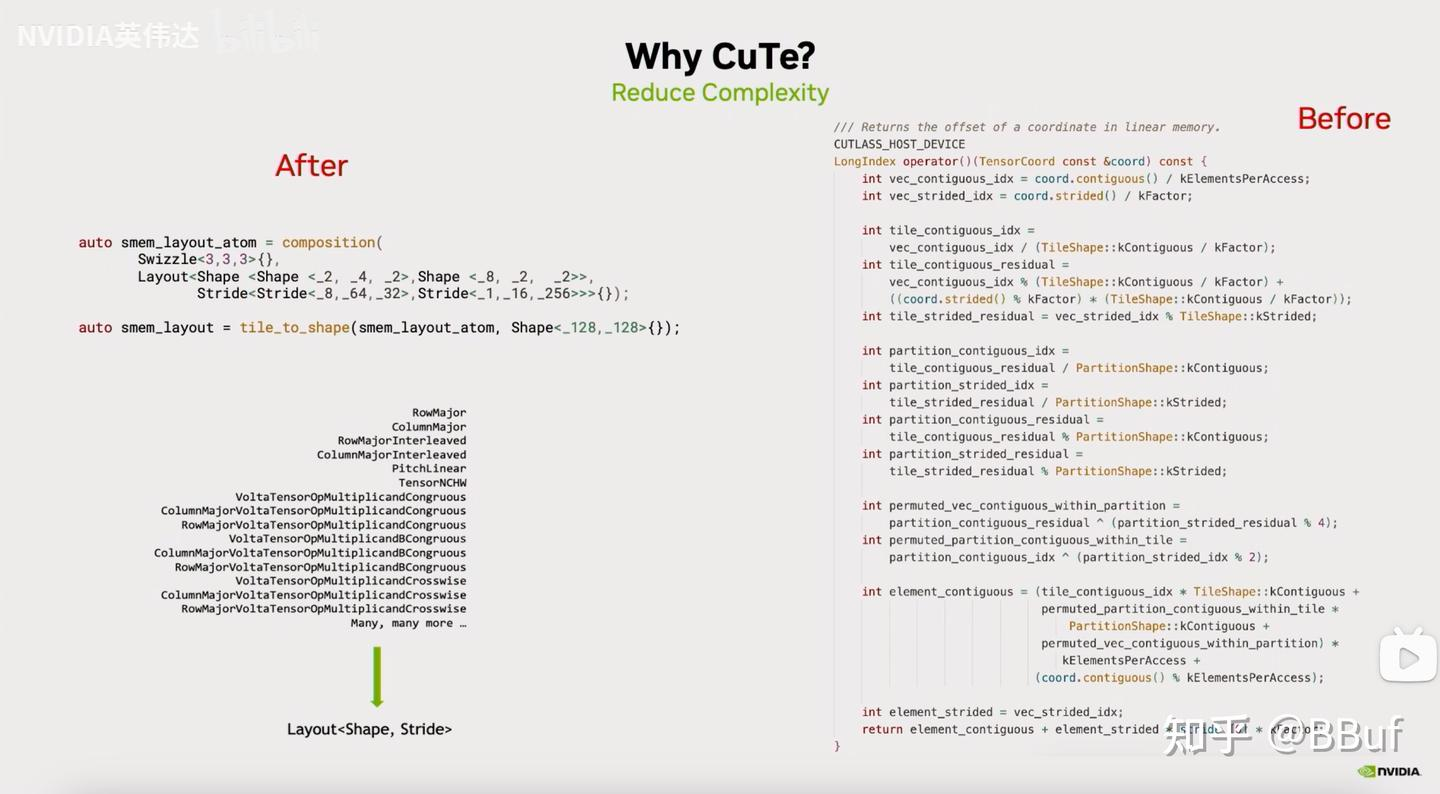 NVIDIA英伟达 bilibili
Why CuTe?
Reduce Complexity
After
auto smem_layout_atom = composition(
Swizzle<3,3,3>{},
Layout<Shape <Shape <_2, _4, _2>,Shape <_8, _2, _2>>,
Stride<Stride<_8,_64,_32>,Stride<_1,_16,_256>>>{});
auto smem_layout = tile_to_shape(smem_layout_atom, Shape<_128,_128>{});
RowMajor
ColumnMajor
RowMajorInterleaved
ColumnMajorInterleaved
PitchLinear
TensorNCHW
VoltaTensorOpMultiplicandCongruous
ColumnMajorVoltaTensorOpMultiplicandCongruous
RowMajorVoltaTensorOpMultiplicandCongruous
VoltaTensorOpMultiplicandBCongruous
ColumnMajorVoltaTensorOpMultiplicandBCongruous
RowMajorVoltaTensorOpMultiplicandBCongruous
VoltaTensorOpMultiplicandCrosswise
ColumnMajorVoltaTensorOpMultiplicandCrosswise
RowMajorVoltaTensorOpMultiplicandCrosswise
Many, many more …
Layout<Shape, Stride>
Before
/// Returns the offset of a coordinate in linear memory.
CUTLASS_HOST_DEVICE
LongIndex operator()(TensorCoord const &coord) const {
int vec_contiguous_idx = coord.contiguous() / kElementsPerAccess;
int vec_strided_idx = coord.strided() / kFactor;
int tile_contiguous_idx =
vec_contiguous_idx / (TileShape::kContiguous / kFactor);
int tile_contiguous_residual =
vec_contiguous_idx % (TileShape::kContiguous / kFactor) +
((coord.strided() % kFactor) * (TileShape::kContiguous / kFactor));
int tile_strided_residual = vec_strided_idx % TileShape::kStrided;
int partition_contiguous_idx =
tile_contiguous_residual / PartitionShape::kContiguous;
int partition_strided_idx =
tile_strided_residual / PartitionShape::kStrided;
int partition_contiguous_residual =
tile_contiguous_residual % PartitionShape::kContiguous;
int partition_strided_residual =
tile_strided_residual % PartitionShape::kStrided;
int permuted_vec_contiguous_within_partition =
partition_contiguous_residual ^ (partition_strided_residual % 4);
int permuted_partition_contiguous_within_tile =
partition_contiguous_idx ^ (partition_strided_idx % 2);
int element_contiguous = (tile_contiguous_idx * TileShape::kContiguous +
permuted_partition_contiguous_within_tile *
PartitionShape::kContiguous +
permuted_vec_contiguous_within_partition) *
kElementsPerAccess +
(coord.contiguous() % kElementsPerAccess);
int element_strided = vec_strided_idx;
return element_contiguous + element_strided * * kFactor;
}
知乎 @BBuf
NVIDIA